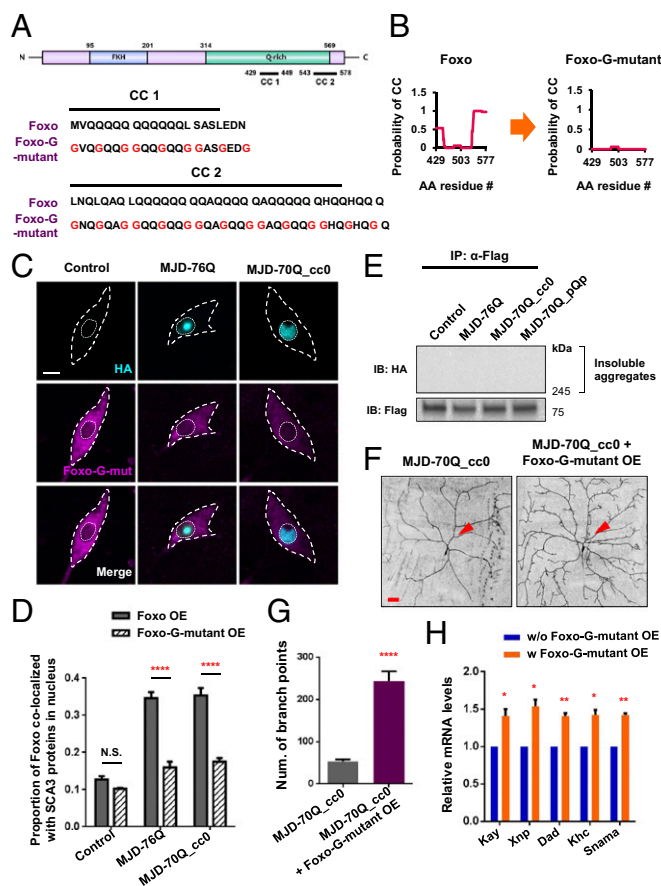 A
N
95
201
314
569
C
FKH
Q-rich
429
449
543
578
CC 1
CC 2
CC 1
Foxo
MVQQQQQ QQQQQQL SASLEDN
Foxo-G
-mutant
GVQGQQG GQQGQQG GASGEDG
CC 2
Foxo
LNQLQAQ LQQQQQQQ QQAQQQQ QAQQQQQ QHQQHQQ Q
Foxo-G
-mutant
GNQGQAG GQQGQQGQ GQAGQQG GAQGQQG GHQGHQG Q
B
Foxo
Foxo-G-mutant
Probability of CC
1.5
1
0.5
0
429 503 577
AA residue #
Probability of CC
1.5
1
0.5
0
429 503 577
AA residue #
C
Control
MJD-76Q
MJD-70Q_cc0
HA
Foxo-G-mut
Merge
E
IP: α-Flag
Control
MJD-76Q
MJD-70Q_cc0
MJD-70Q_pQp
IB: HA
kDa
245
Insoluble
aggregates
IB: Flag
75
F
MJD-70Q_cc0
MJD-70Q_cc0 +
Foxo-G-mutant OE
D
Foxo OE
Foxo-G-mutant OE
Proportion of Foxo co-localized
with SCA3 proteins in nucleus
0.4
0.3
0.2
0.1
0.0
N.S.
****
****
Control
MJD-76Q
MJD-70Q_cc0
G
Num. of branch points
300
200
100
0
****
MJD-70Q_cc0
MJD-70Q_cc0
+ Foxo-G-mutant OE
H
w/o Foxo-G-mutant OE
w Foxo-G-mutant OE
Relative mRNA levels
2.0
1.5
1.0
0.5
0.0
*
*
**
*
**
Kay
Xnp
Dad
Khc
Snama